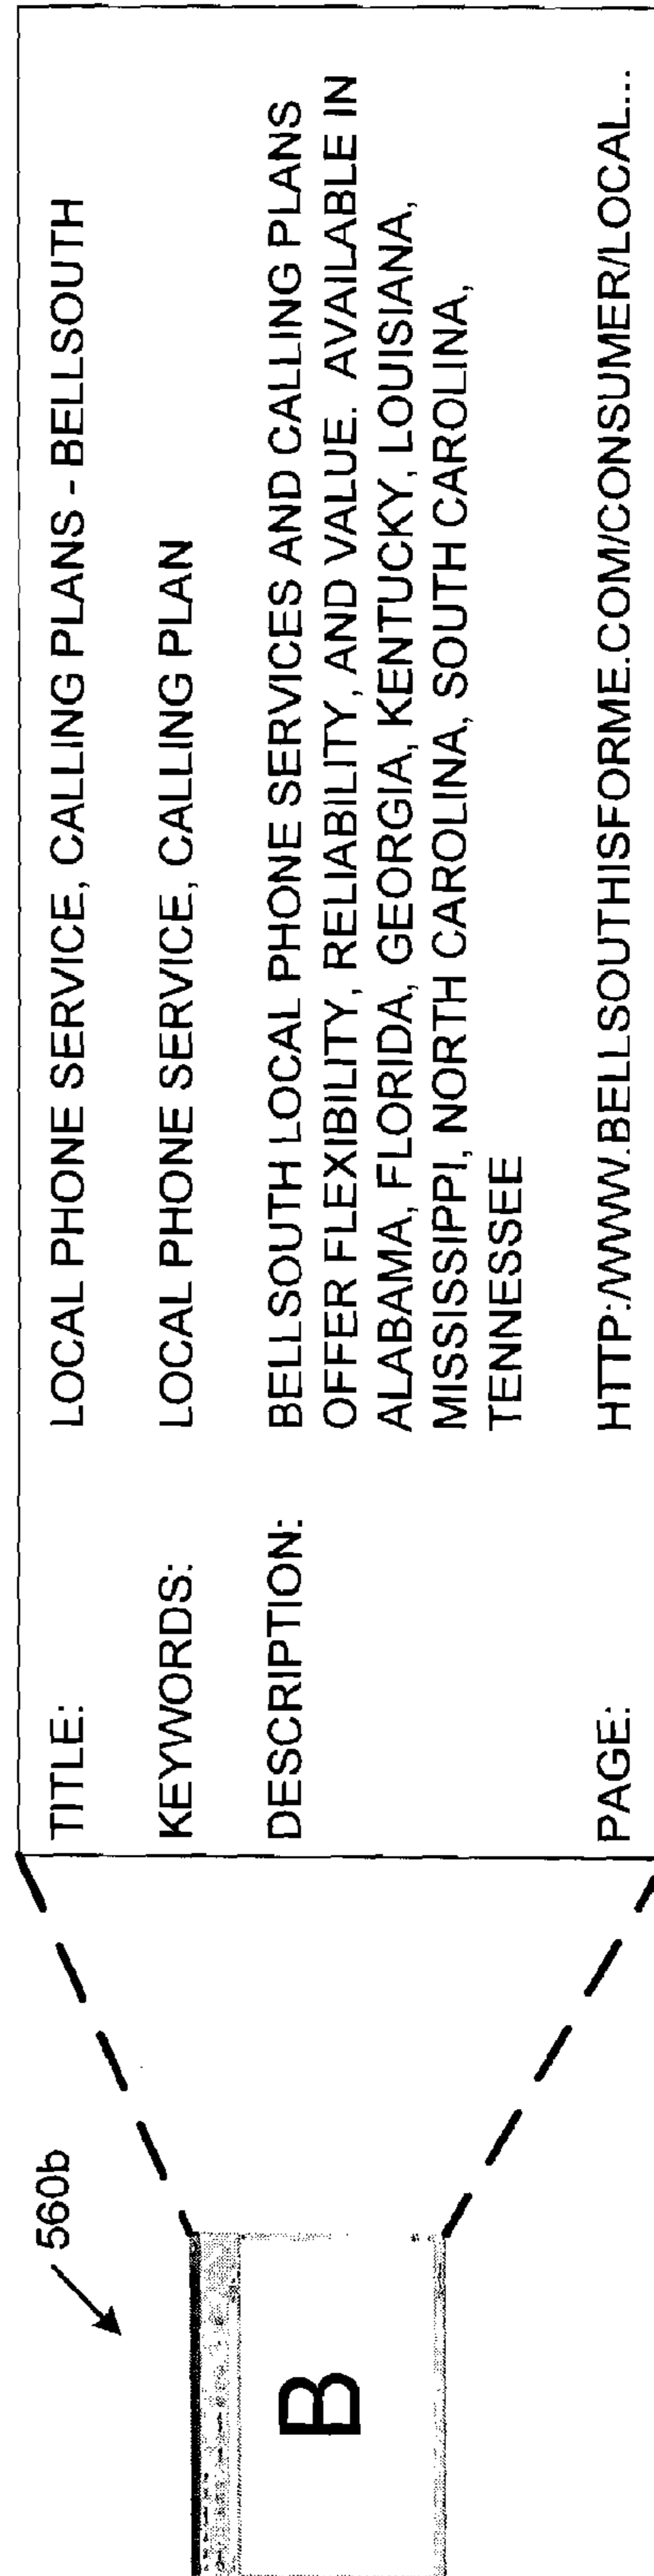 560b
B
TITLE: LOCAL PHONE SERVICE, CALLING PLANS - BELLSOUTH
KEYWORDS: LOCAL PHONE SERVICE, CALLING PLAN
DESCRIPTION: BELLSOUTH LOCAL PHONE SERVICES AND CALLING PLANS
OFFER FLEXIBILITY, RELIABILITY, AND VALUE. AVAILABLE IN
ALABAMA, FLORIDA, GEORGIA, KENTUCKY, LOUISIANA,
MISSISSIPPI, NORTH CAROLINA, SOUTH CAROLINA,
TENNESSEE
PAGE: HTTP://WWW.BELLSOUTHISFORME.COM/CONSUMER/LOCAL...